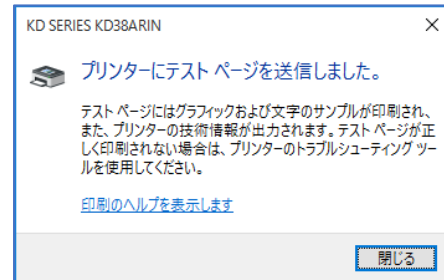 KD SERIES KD38ARIN
プリンターにテスト ページを送信しました。
テスト ページにはグラフィックおよび文字のサンプルが印刷され、
また、プリンターの技術情報が出力されます。テスト ページが正
しく印刷されない場合は、プリンターのトラブルシューティング ツー
ルを使用してください。
印刷のヘルプを表示します
閉じる